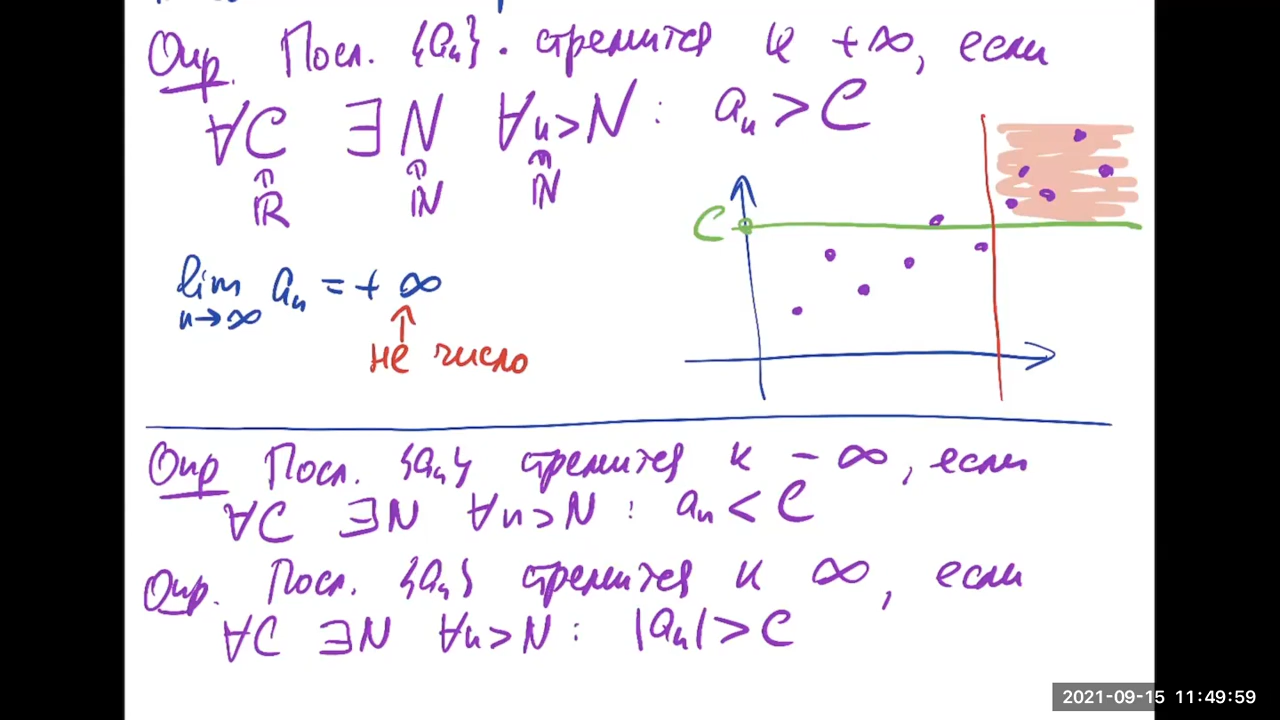 Опр. Посл. {aₙ} стремится к +∞, если
∀C ∃N ∀n>N : aₙ > C
⋒ ⋒ ⋒
ℝ ℕ ℕ
C
lim aₙ = + ∞
n→∞
↑
не число
Опр Посл. {aₙ} стремится к − ∞, если
∀C ∃N ∀n>N : aₙ < C
Опр. Посл. {aₙ} стремится к ∞, если
∀C ∃N ∀n>N : |aₙ| > C
2021-09-15 11:49:59